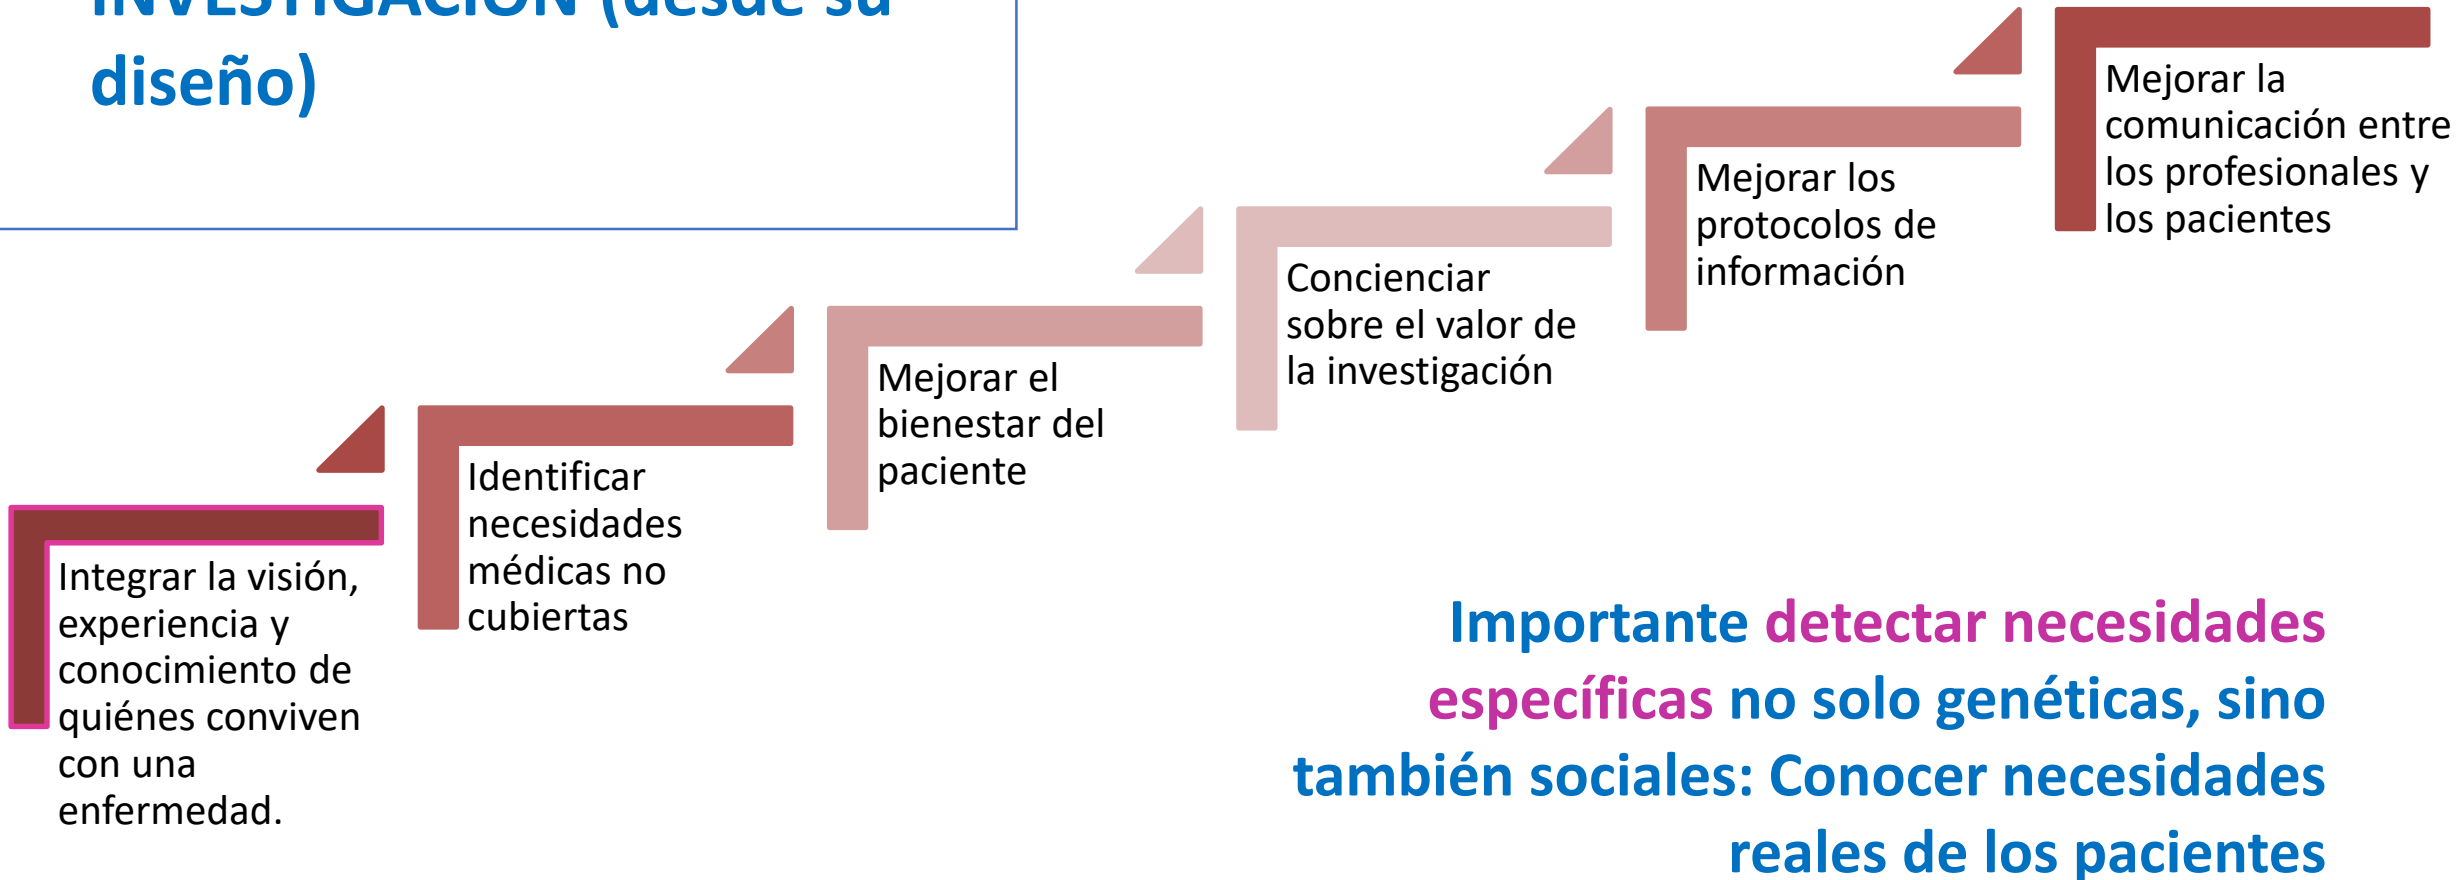 INVESTIGACIÓN (desde su
diseño)
Integrar la visión,
experiencia y
conocimiento de
quiénes conviven
con una
enfermedad.
Identificar
necesidades
médicas no
cubiertas
Mejorar el
bienestar del
paciente
Concienciar
sobre el valor de
la investigación
Mejorar los
protocolos de
información
Mejorar la
comunicación entre
los profesionales y
los pacientes
Importante detectar necesidades
específicas no solo genéticas, sino
también sociales: Conocer necesidades
reales de los pacientes